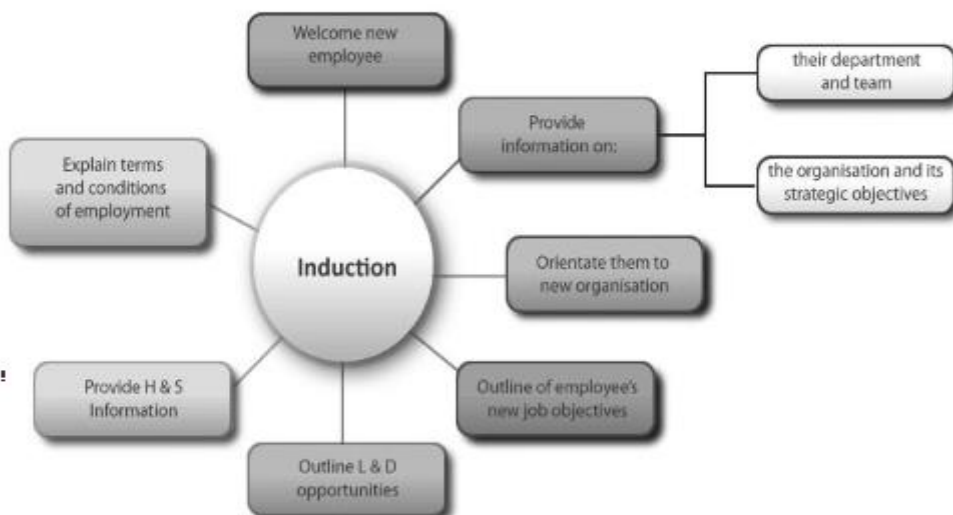 Welcome new
employee
Provide
information on:
their department
and team
the organisation and its
strategic objectives
Explain terms
and conditions
of employment
Induction
Orientate them to
new organisation
Provide H & S
Information
Outline of employee's
new job objectives
Outline L & D
opportunities